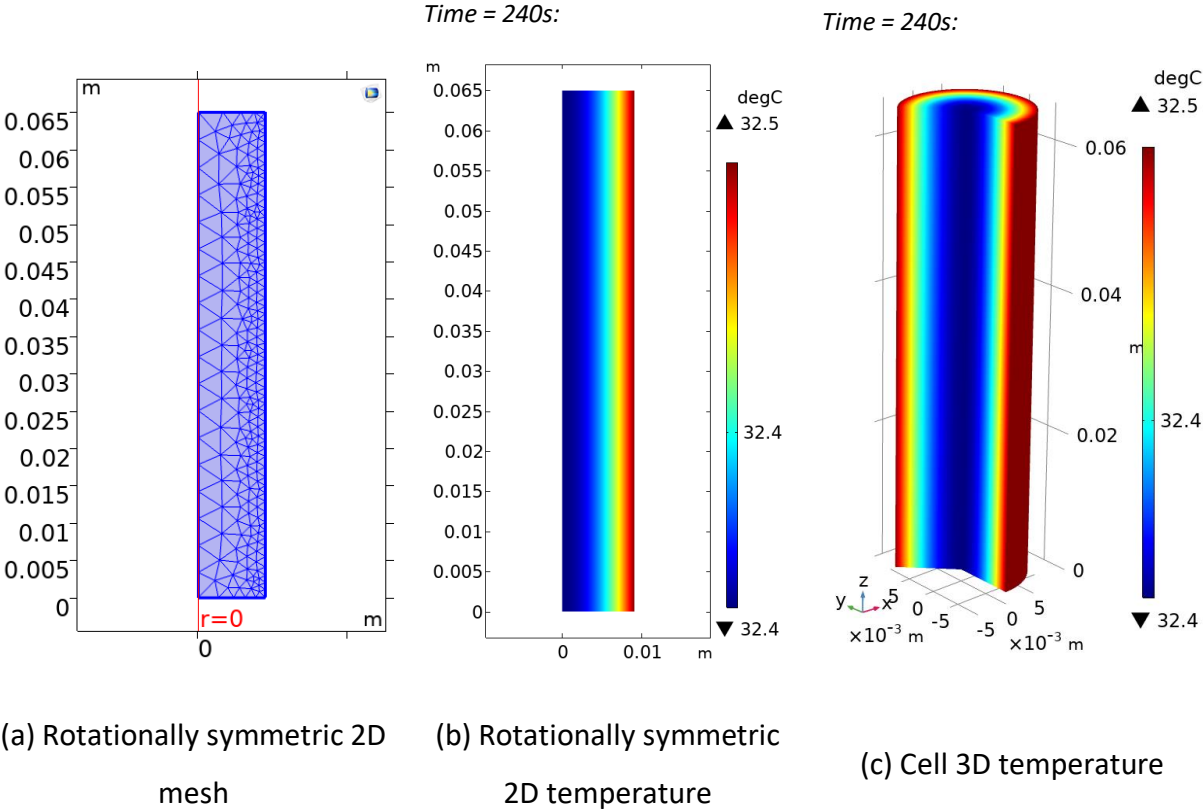 Time = 240s:
Time = 240s:
m
0.065
0.06
0.055
0.05
0.045
0.04
0.035
0.03
0.025
0.02
0.015
0.01
0.005
0
r=0
m
0
m
0.065
0.06
0.055
0.05
0.045
0.04
0.035
0.03
0.025
0.02
0.015
0.01
0.005
0
0
0.01
m
degC
▲ 32.5
32.4
▼ 32.4
degC
▲ 32.5
32.4
▼ 32.4
0.06
0.04
m
0.02
0
z
y
x
5
0
-5
×10⁻³ m
5
0
-5
×10⁻³ m
(a) Rotationally symmetric 2D
mesh
(b) Rotationally symmetric
2D temperature
(c) Cell 3D temperature